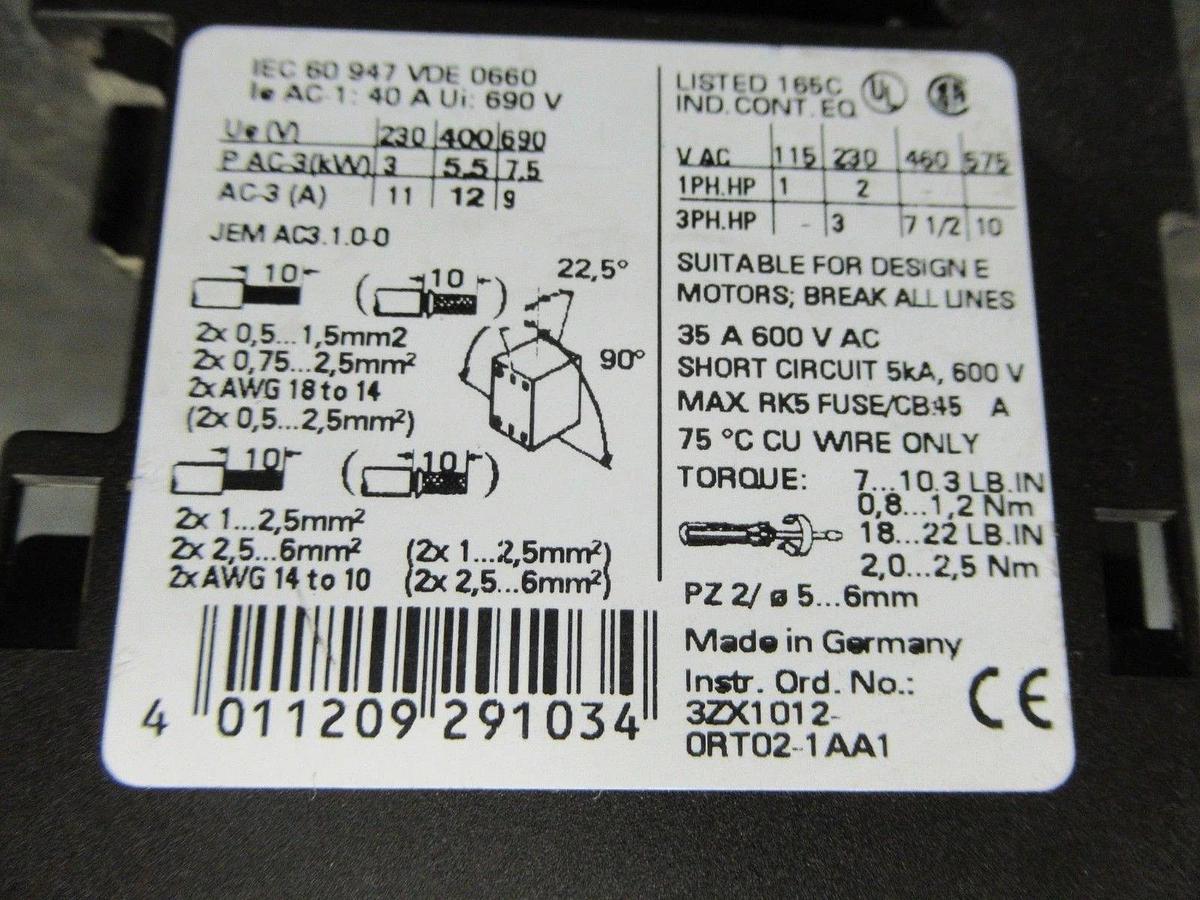 IEC 60 947 VDE 0660
Ie AC-1: 40 A Ui: 690 V
Ue (V) 230 400 690
P AC-3(kW) 3 5,5 7,5
AC-3 (A) 11 12 9
JEM AC3.1.0-0
10 (10) 22,5°
90°
2x 0,5...1,5mm2
2x 0,75...2,5mm²
2x AWG 18 to 14
(2x 0,5...2,5mm²)
10 (10)
2x 1...2,5mm²
2x 2,5...6mm² (2x 1...2,5mm²)
2x AWG 14 to 10 (2x 2,5...6mm²)
4 011209 291034
LISTED 165C UL
IND. CONT. EQ
V AC 115 230 460 575
1PH.HP 1 2 -
3PH.HP - 3 7 1/2 10
SUITABLE FOR DESIGN E
MOTORS; BREAK ALL LINES
35 A 600 V AC
SHORT CIRCUIT 5kA, 600 V
MAX. RK5 FUSE/CB:45 A
75 °C CU WIRE ONLY
TORQUE: 7...10.3 LB.IN
0,8...1,2 Nm
18...22 LB.IN
2,0...2,5 Nm
PZ 2/ ø 5...6mm
Made in Germany
Instr. Ord. No.:
3ZX1012-
0RT02-1AA1
CE